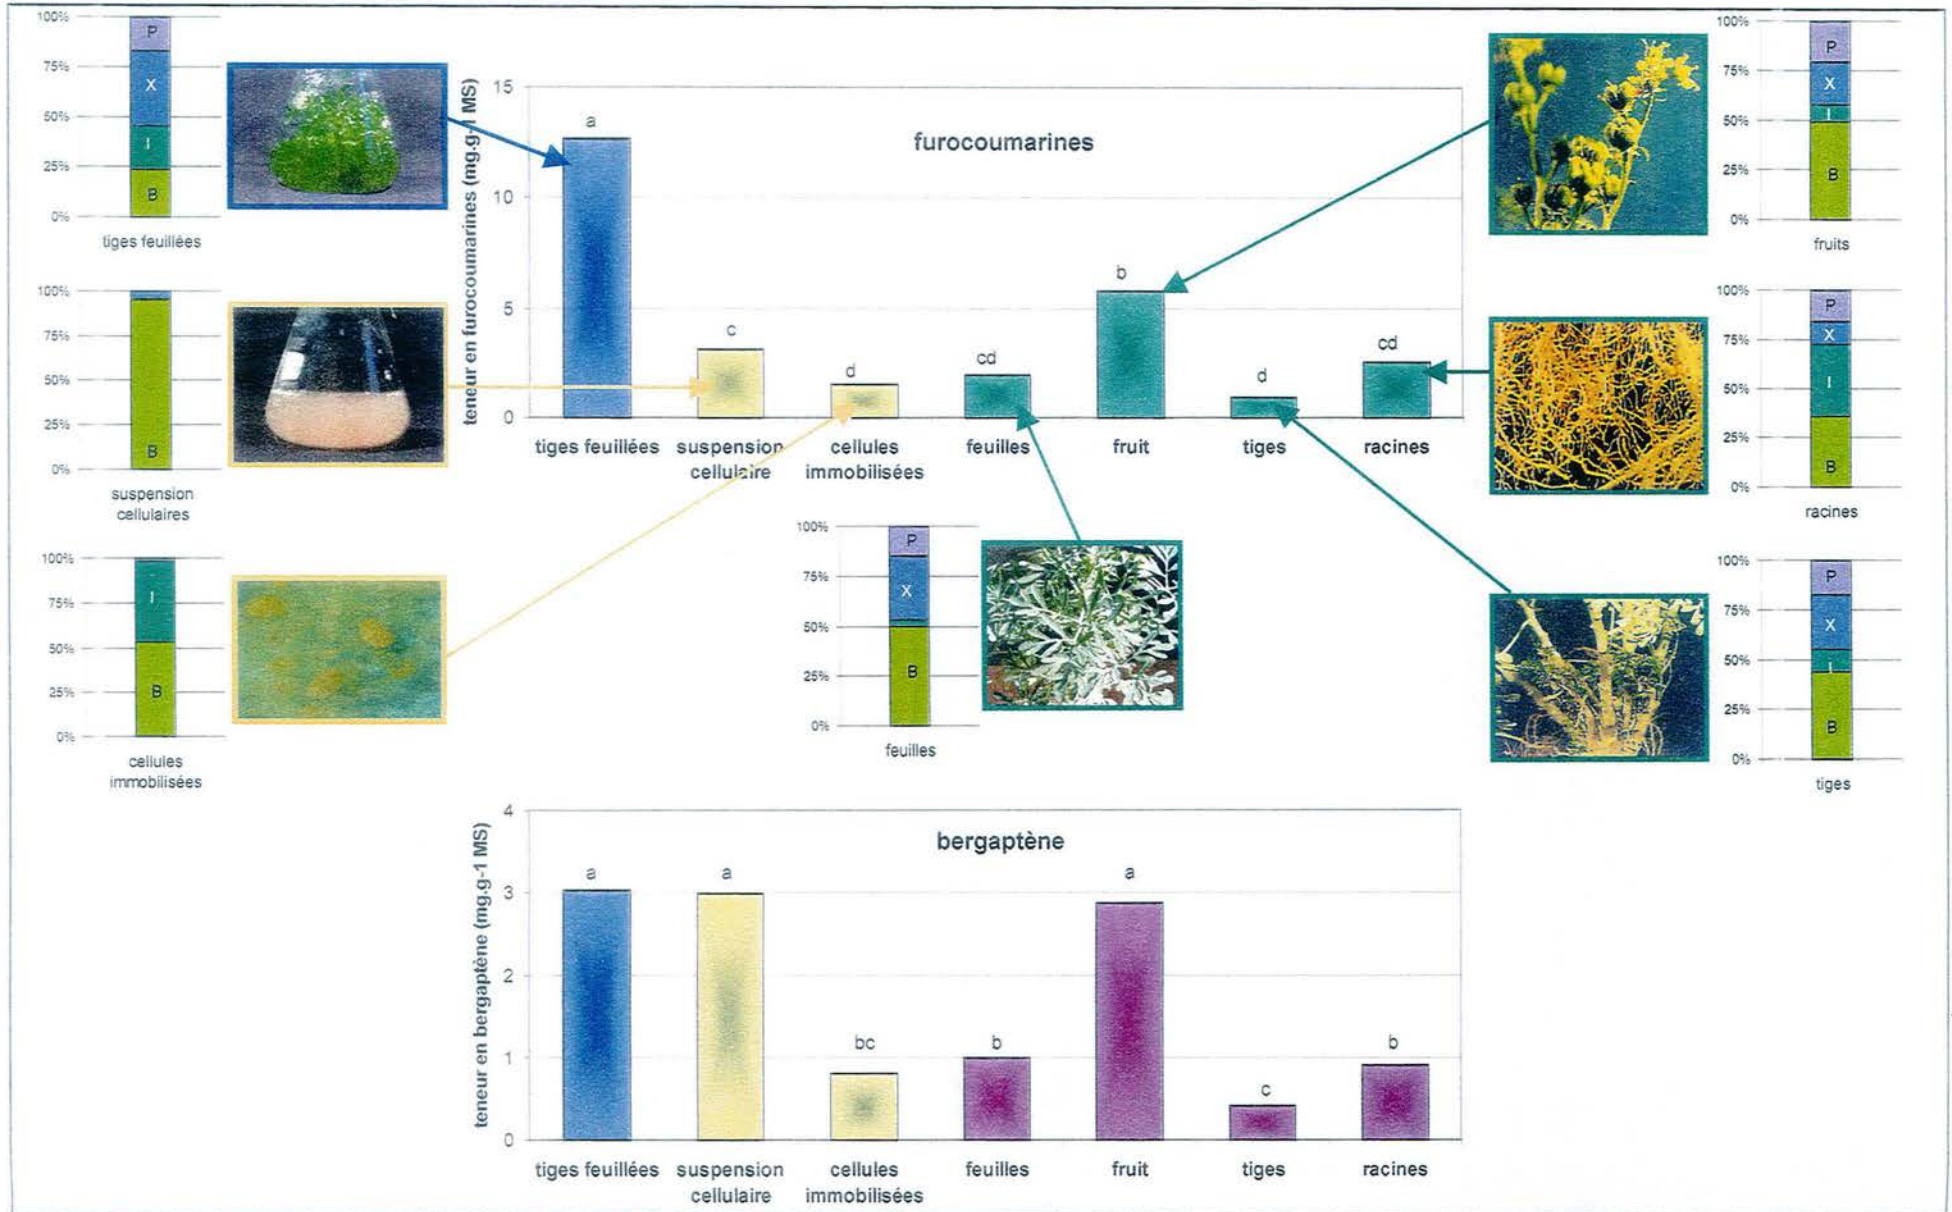 100%
75%
50%
25%
0%
P
X
I
B
tiges feuillées
100%
75%
50%
25%
0%
B
suspension
cellulaires
100%
75%
50%
25%
0%
I
B
cellules
immobilisées
teneur en furocoumarines (mg.g-1 MS)
15
10
5
0
furocoumarines
a
c
d
cd
b
d
cd
tiges feuillées
suspension
cellulaire
cellules
immobilisées
feuilles
fruit
tiges
racines
100%
75%
50%
25%
0%
P
X
B
feuilles
100%
75%
50%
25%
0%
P
X
I
B
fruits
100%
75%
50%
25%
0%
P
X
I
B
racines
100%
75%
50%
25%
0%
P
X
I
B
tiges
teneur en bergaptène (mg.g-1 MS)
4
3
2
1
0
bergaptène
a
a
bc
b
a
c
b
tiges feuillées
suspension
cellulaire
cellules
immobilisées
feuilles
fruit
tiges
racines